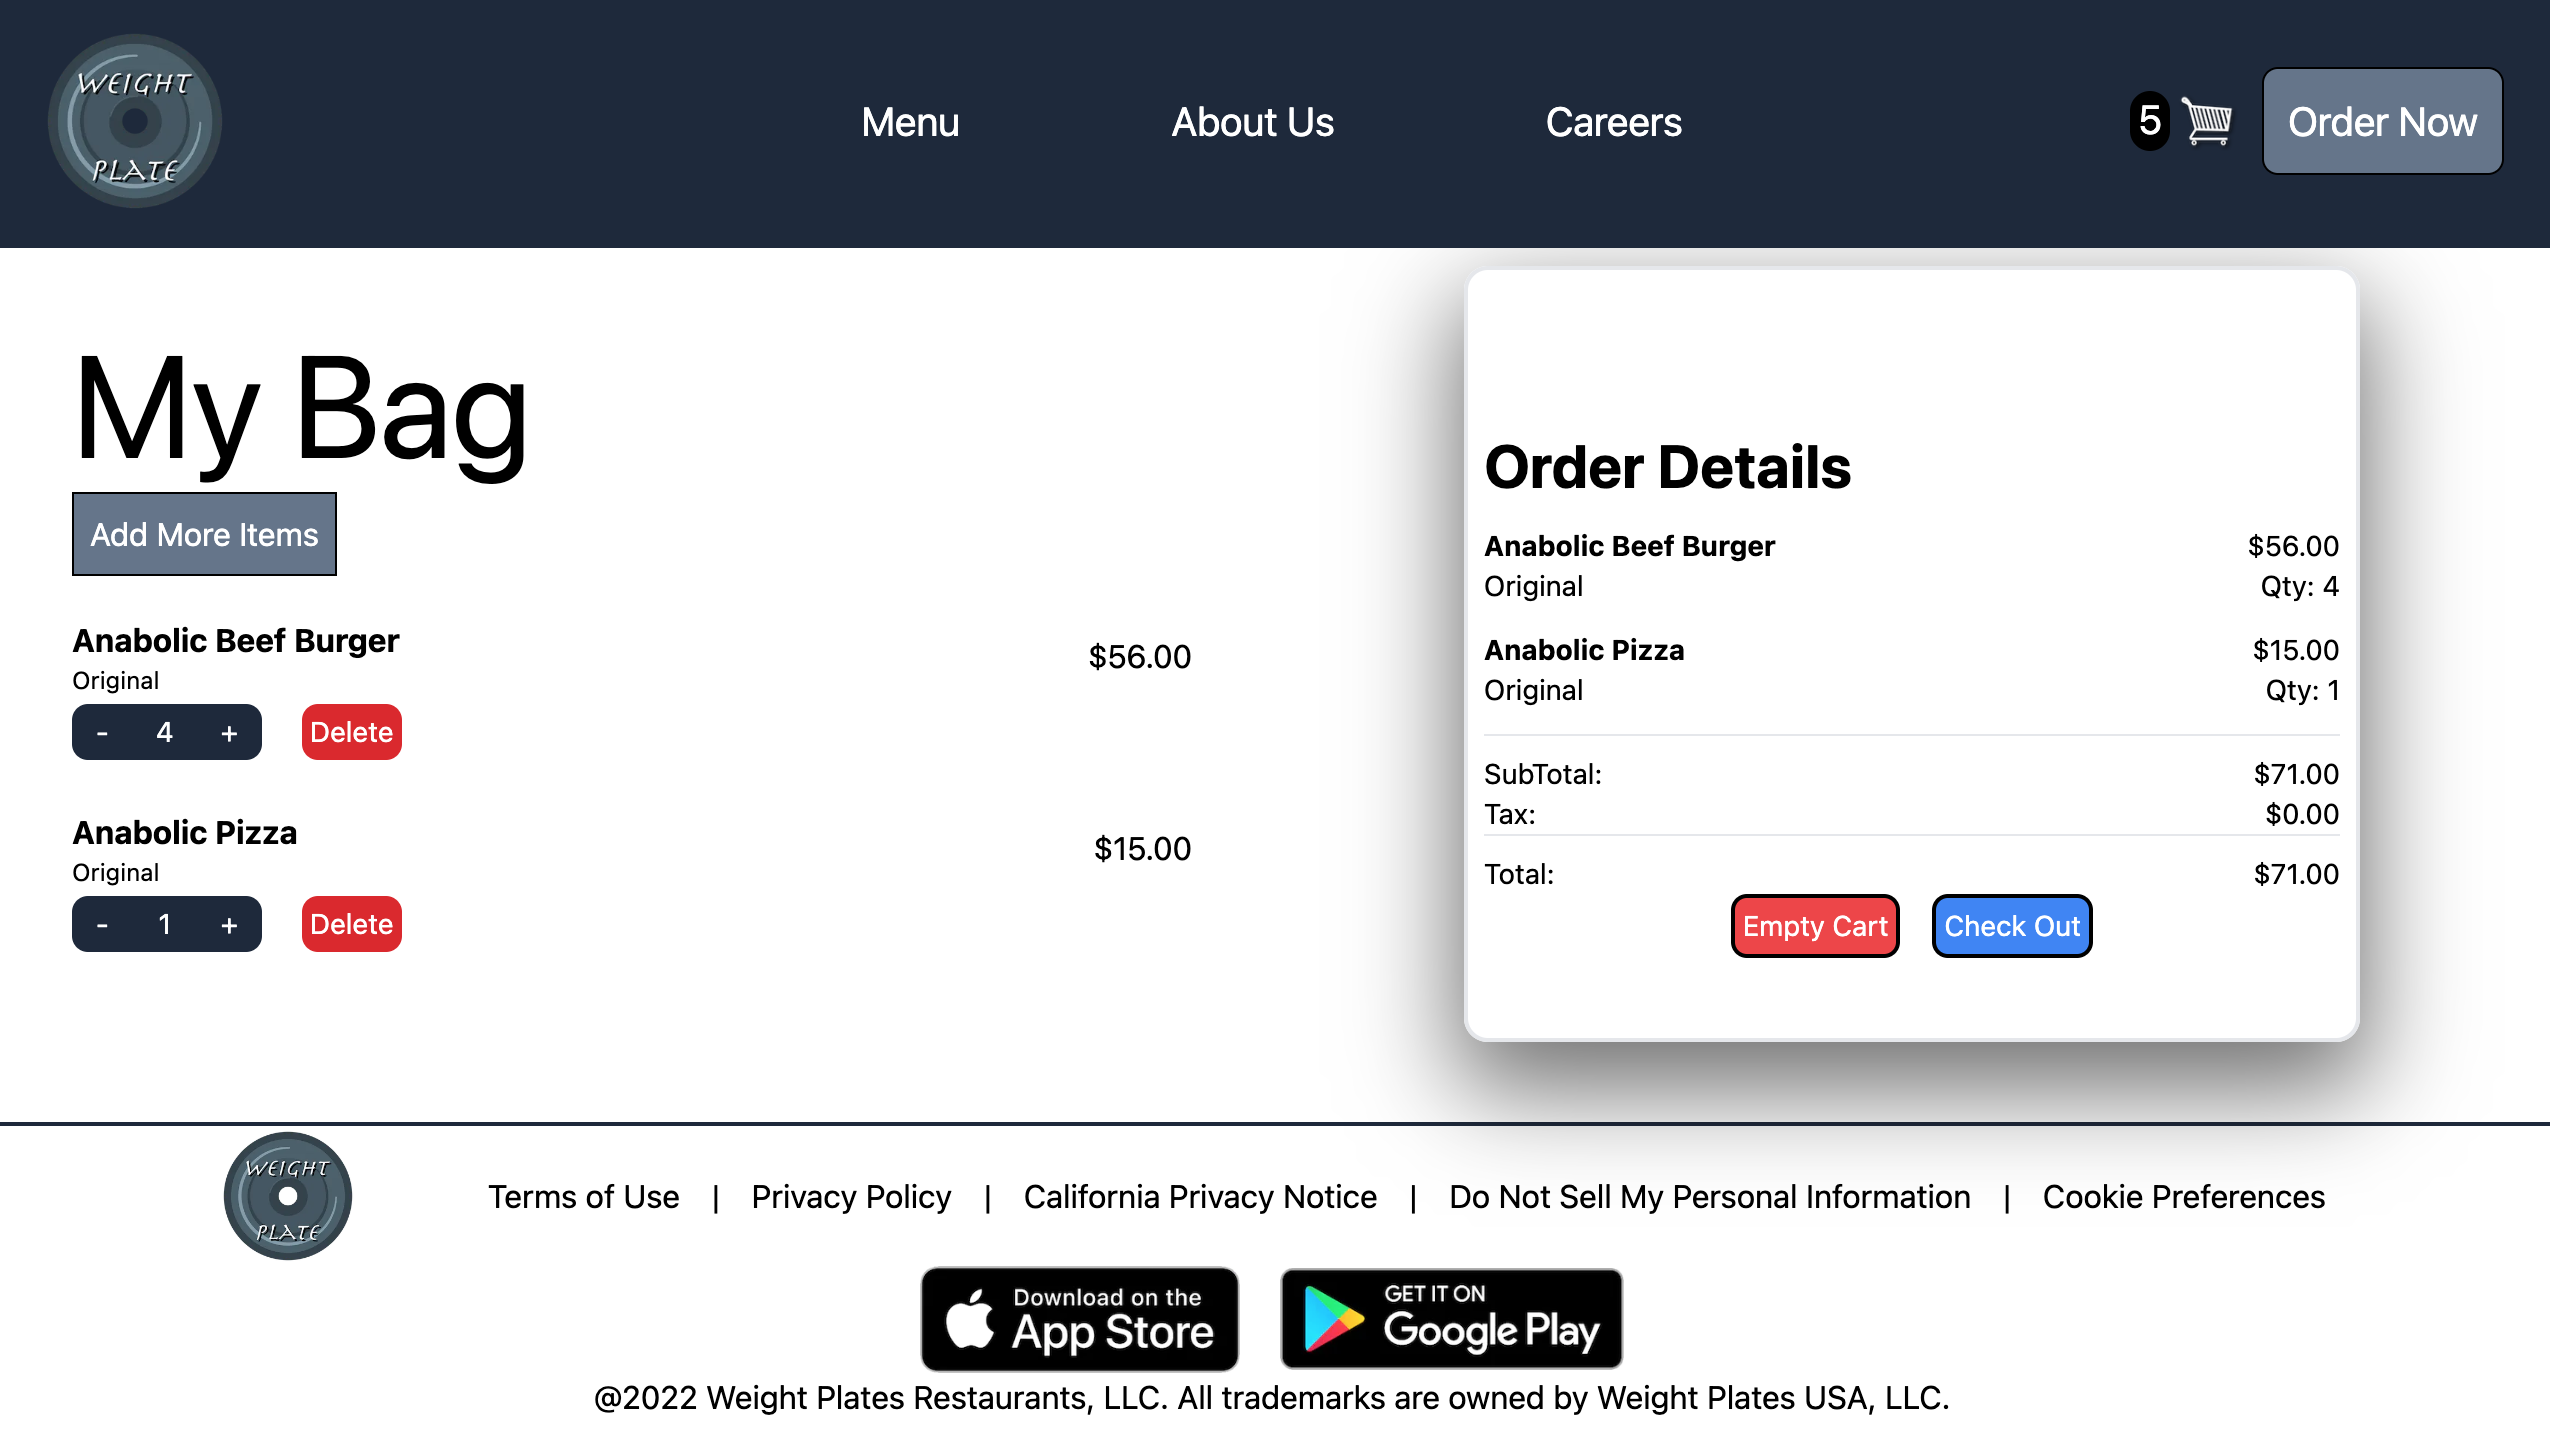 WEIGHT
PLATE
Menu
About Us
Careers
5
Order Now
My Bag
Add More Items
Anabolic Beef Burger
Original
$56.00
- 4 +
Delete
Anabolic Pizza
Original
$15.00
- 1 +
Delete
Order Details
Anabolic Beef Burger $56.00
Original Qty: 4
Anabolic Pizza $15.00
Original Qty: 1
SubTotal: $71.00
Tax: $0.00
Total: $71.00
Empty Cart
Check Out
WEIGHT
PLATE
Terms of Use | Privacy Policy | California Privacy Notice | Do Not Sell My Personal Information | Cookie Preferences
Download on the
App Store
GET IT ON
Google Play
@2022 Weight Plates Restaurants, LLC. All trademarks are owned by Weight Plates USA, LLC.